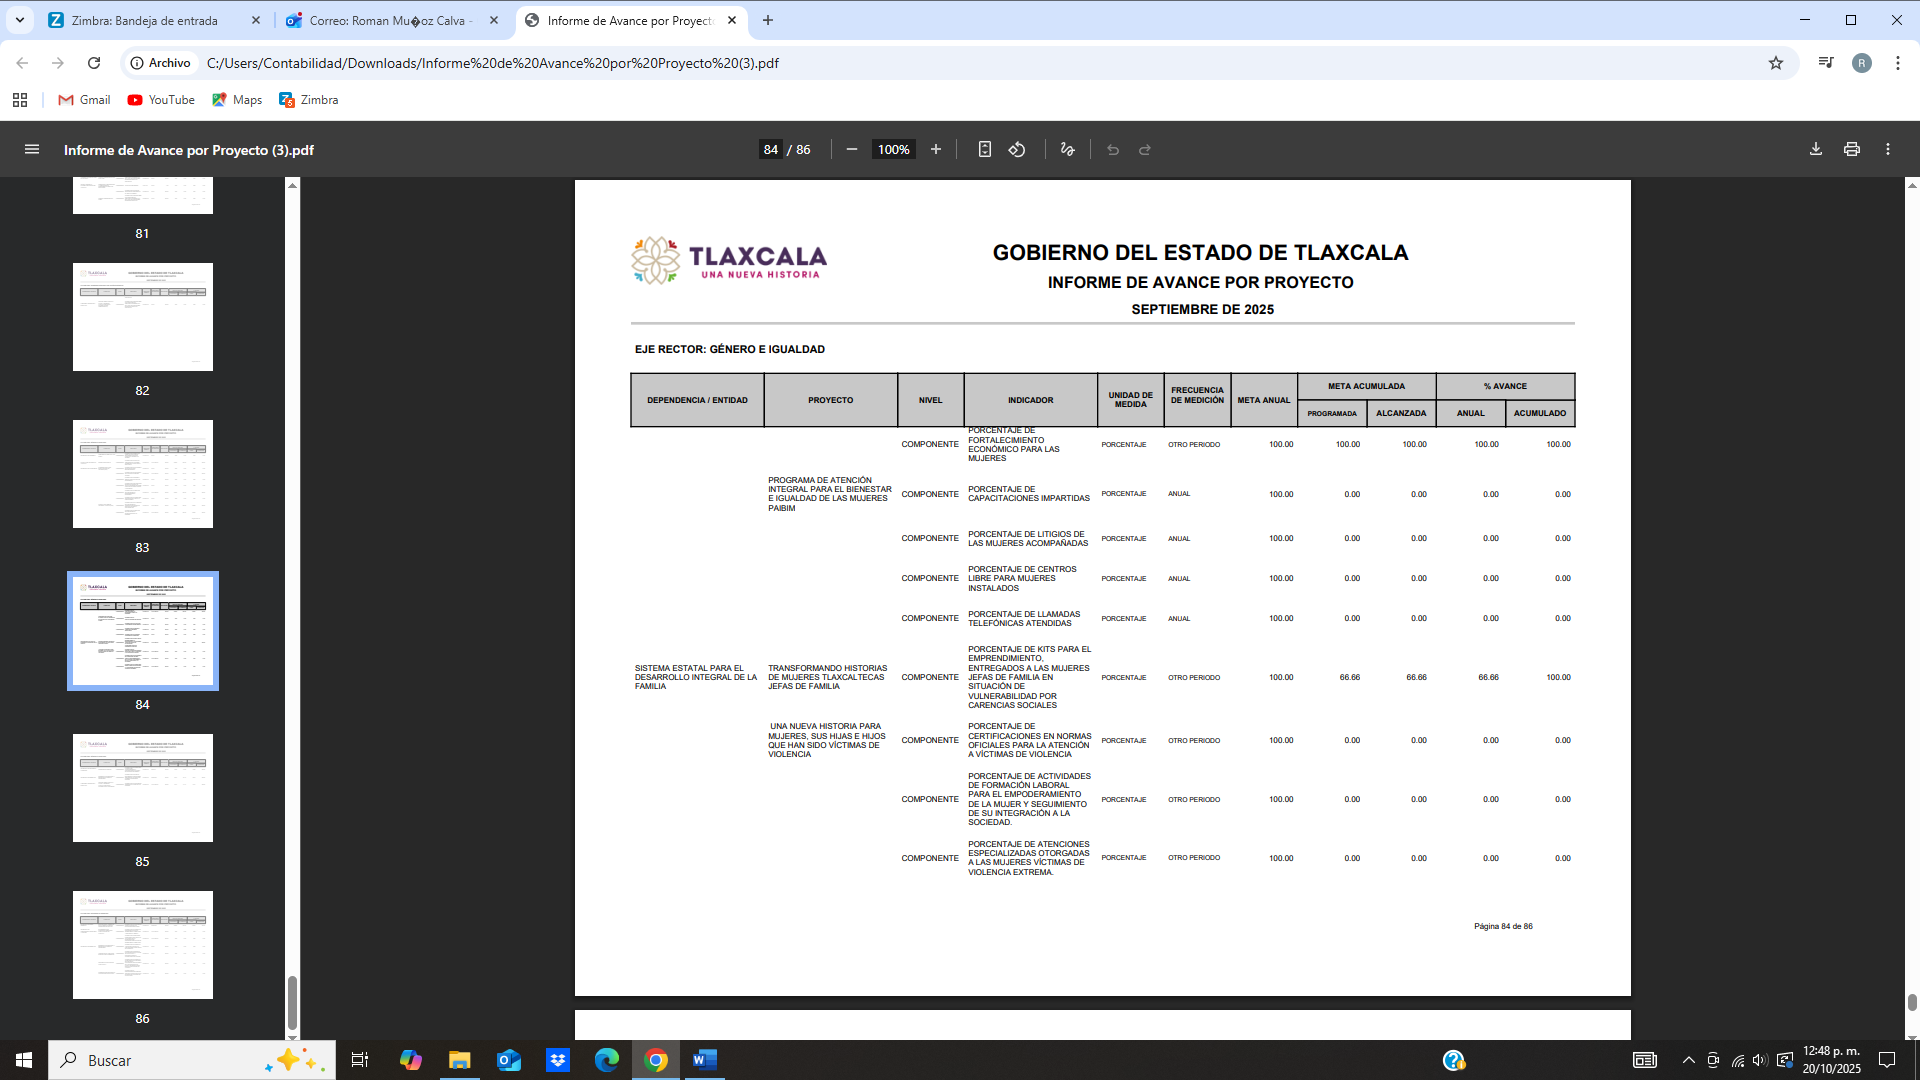 Zimbra: Bandeja de entrada
Correo: Roman Mu�oz Calva -
Informe de Avance por Proyecto
Archivo
C:/Users/Contabilidad/Downloads/Informe%20de%20Avance%20por%20Proyecto%20(3).pdf
R
Gmail
YouTube
Maps
Zimbra
Informe de Avance por Proyecto (3).pdf
84 / 86
100%
81
82
83
84
85
86
TLAXCALA
UNA NUEVA HISTORIA
GOBIERNO DEL ESTADO DE TLAXCALA
INFORME DE AVANCE POR PROYECTO
SEPTIEMBRE DE 2025
EJE RECTOR: GÉNERO E IGUALDAD
DEPENDENCIA / ENTIDAD
PROYECTO
NIVEL
INDICADOR
UNIDAD DE
MEDIDA
FRECUENCIA
DE MEDICIÓN
META ANUAL
META ACUMULADA
PROGRAMADA
ALCANZADA
% AVANCE
ANUAL
ACUMULADO
COMPONENTE
PORCENTAJE DE
FORTALECIMIENTO
ECONÓMICO PARA LAS
MUJERES
PORCENTAJE
OTRO PERIODO
100.00 100.00 100.00 100.00 100.00
PROGRAMA DE ATENCIÓN
INTEGRAL PARA EL BIENESTAR
E IGUALDAD DE LAS MUJERES
PAIBIM
COMPONENTE
PORCENTAJE DE
CAPACITACIONES IMPARTIDAS
PORCENTAJE
ANUAL
100.00 0.00 0.00 0.00 0.00
COMPONENTE
PORCENTAJE DE LITIGIOS DE
LAS MUJERES ACOMPAÑADAS
PORCENTAJE
ANUAL
100.00 0.00 0.00 0.00 0.00
COMPONENTE
PORCENTAJE DE CENTROS
LIBRE PARA MUJERES
INSTALADOS
PORCENTAJE
ANUAL
100.00 0.00 0.00 0.00 0.00
COMPONENTE
PORCENTAJE DE LLAMADAS
TELEFÓNICAS ATENDIDAS
PORCENTAJE
ANUAL
100.00 0.00 0.00 0.00 0.00
SISTEMA ESTATAL PARA EL
DESARROLLO INTEGRAL DE LA
FAMILIA
TRANSFORMANDO HISTORIAS
DE MUJERES TLAXCALTECAS
JEFAS DE FAMILIA
COMPONENTE
PORCENTAJE DE KITS PARA EL
EMPRENDIMIENTO,
ENTREGADOS A LAS MUJERES
JEFAS DE FAMILIA EN
SITUACIÓN DE
VULNERABILIDAD POR
CARENCIAS SOCIALES
PORCENTAJE
OTRO PERIODO
100.00 66.66 66.66 66.66 100.00
UNA NUEVA HISTORIA PARA
MUJERES, SUS HIJAS E HIJOS
QUE HAN SIDO VÍCTIMAS DE
VIOLENCIA
COMPONENTE
PORCENTAJE DE
CERTIFICACIONES EN NORMAS
OFICIALES PARA LA ATENCIÓN
A VÍCTIMAS DE VIOLENCIA
PORCENTAJE
OTRO PERIODO
100.00 0.00 0.00 0.00 0.00
COMPONENTE
PORCENTAJE DE ACTIVIDADES
DE FORMACIÓN LABORAL
PARA EL EMPODERAMIENTO
DE LA MUJER Y SEGUIMIENTO
DE SU INTEGRACIÓN A LA
SOCIEDAD.
PORCENTAJE
OTRO PERIODO
100.00 0.00 0.00 0.00 0.00
COMPONENTE
PORCENTAJE DE ATENCIONES
ESPECIALIZADAS OTORGADAS
A LAS MUJERES VÍCTIMAS DE
VIOLENCIA EXTREMA.
PORCENTAJE
OTRO PERIODO
100.00 0.00 0.00 0.00 0.00
Página 84 de 86
Buscar
12:48 p. m.
20/10/2025